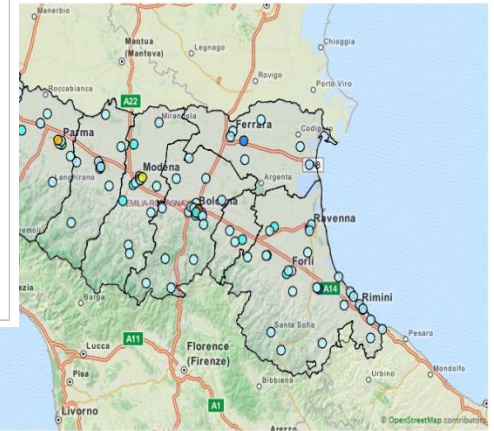 Manerbio
Chioggia
Mantua
(Mantova)
Legnago
Rovigo
Porto Viro
Roccabianca
A22
Mirandola
Ferrara
Codigoro
Parma
Langhirano
Modena
Argenta
EMILIA-ROMAGNA
Bologna
Ravenna
Forlì
A14
Rimini
Barga
Santa Sofia
Pesaro
A11
Lucca
Florence
(Firenze)
Pisa
Bibbiena
Urbino
Mondolfo
A1
Livorno
Arezzo
© OpenStreetMap contributors